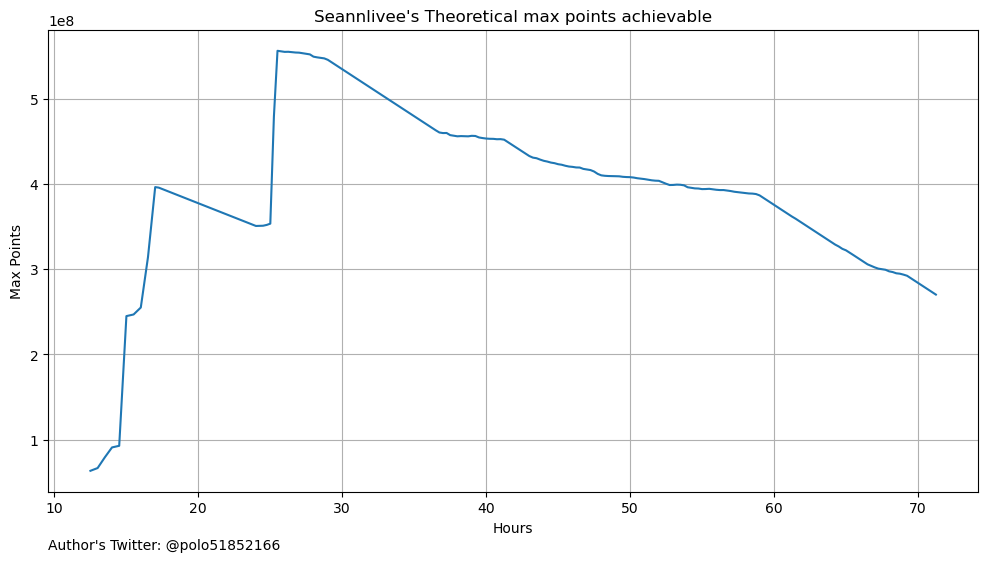 Seannlivee's Theoretical max points achievable
1e8
5
4
3
2
1
Max Points
10 20 30 40 50 60 70
Hours
Author's Twitter: @polo51852166